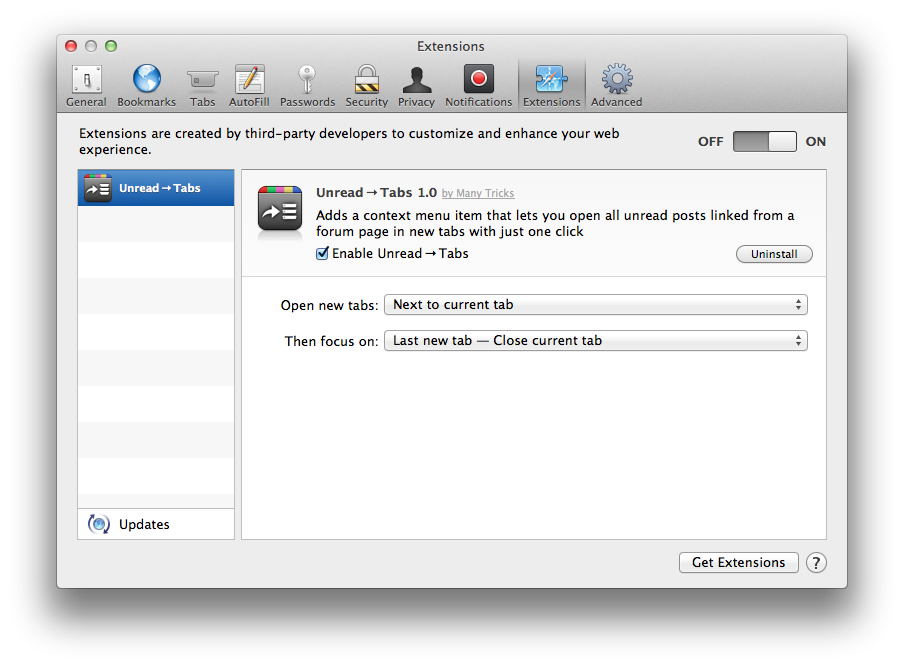 Extensions
General Bookmarks Tabs AutoFill Passwords Security Privacy Notifications Extensions Advanced
Extensions are created by third-party developers to customize and enhance your web
experience.
OFF ON
Unread→Tabs
Unread→Tabs 1.0 by Many Tricks
Adds a context menu item that lets you open all unread posts linked from a
forum page in new tabs with just one click
Enable Unread→Tabs
Uninstall
Open new tabs: Next to current tab
Then focus on: Last new tab — Close current tab
Updates
Get Extensions ?